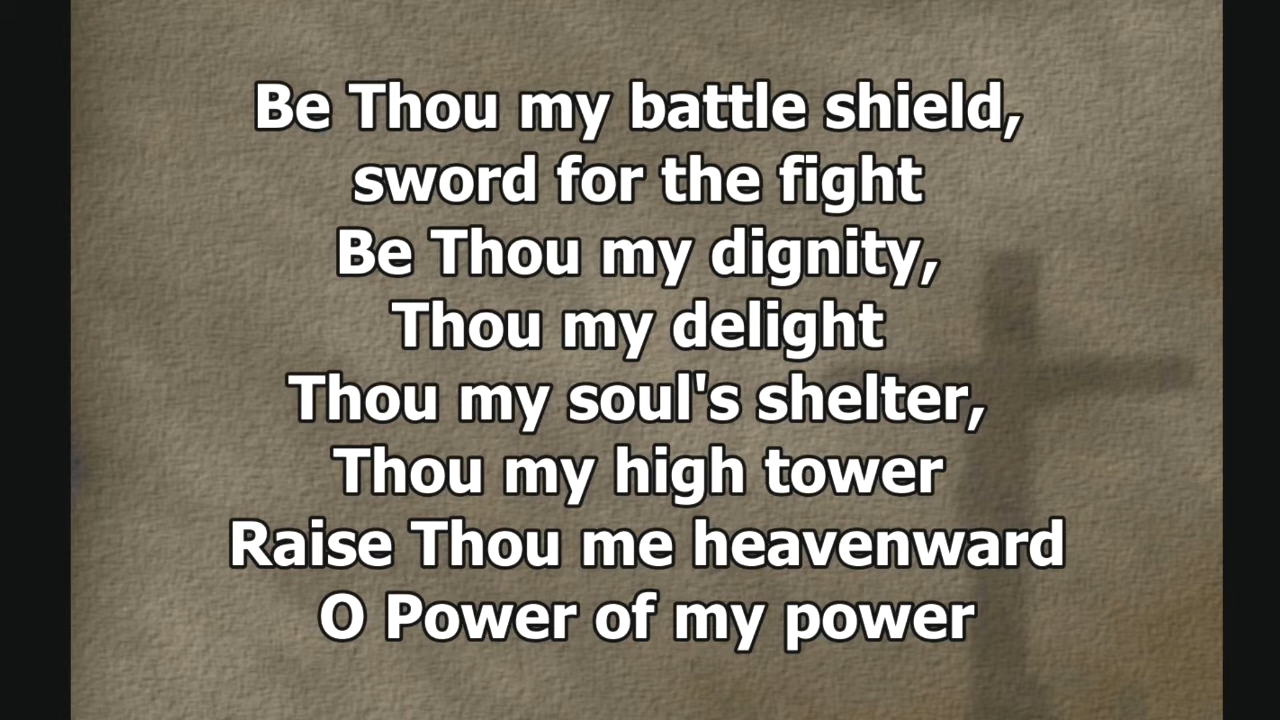 Be Thou my battle shield,
sword for the fight
Be Thou my dignity,
Thou my delight
Thou my soul's shelter,
Thou my high tower
Raise Thou me heavenward
O Power of my power